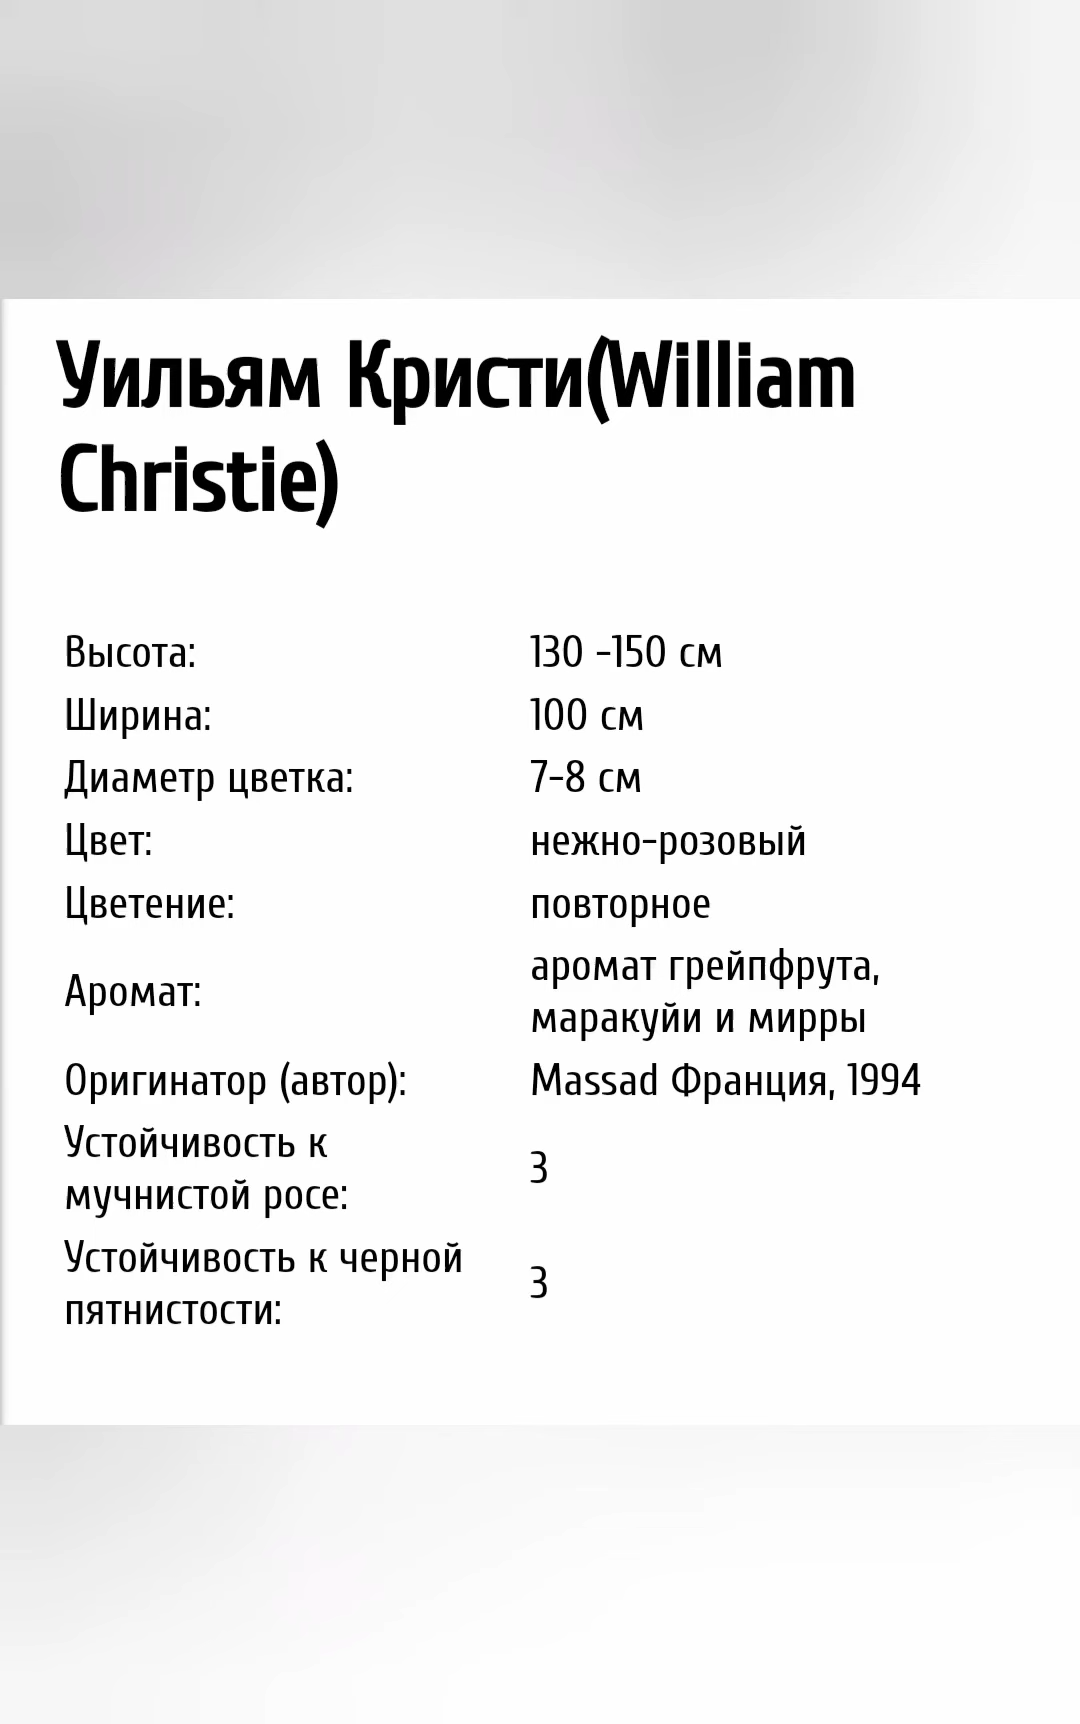 Уильям Кристи(William
Christie)
Высота: 130 -150 см
Ширина: 100 см
Диаметр цветка: 7-8 см
Цвет: нежно-розовый
Цветение: повторное
Аромат: аромат грейпфрута,
маракуйи и мирры
Оригинатор (автор): Massad Франция, 1994
Устойчивость к
мучнистой росе: 3
Устойчивость к черной
пятнистости: 3